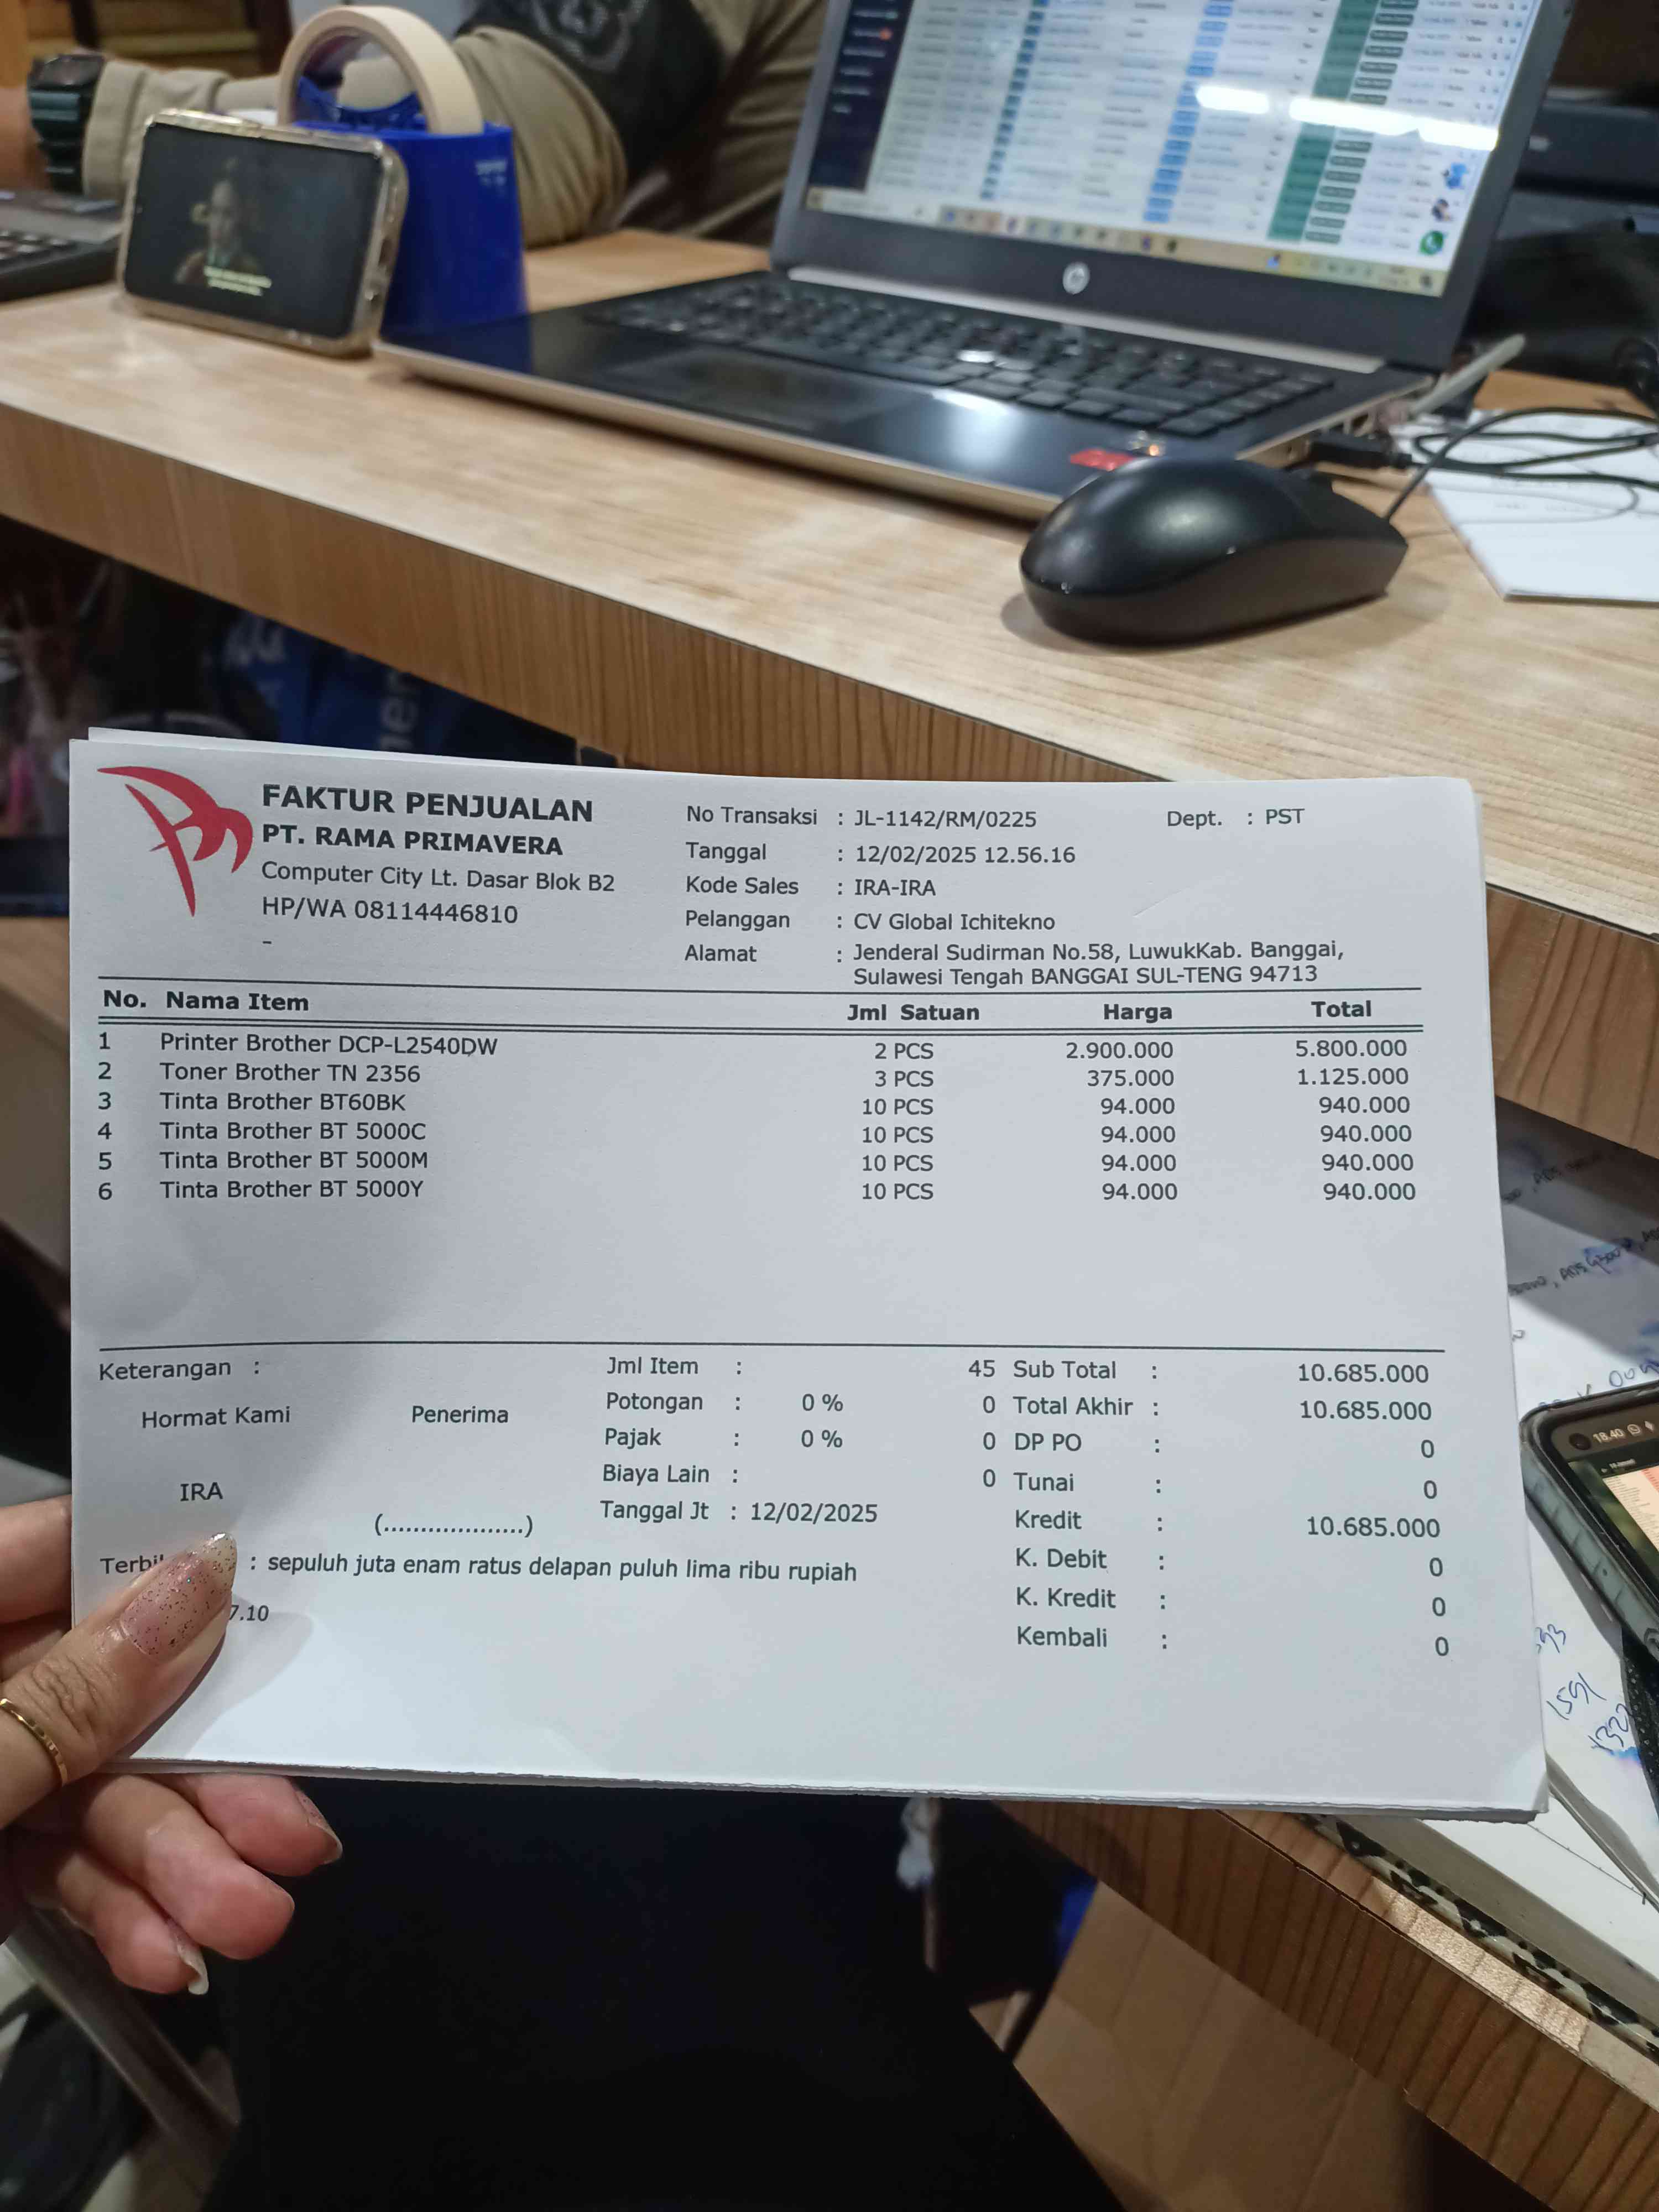 FAKTUR PENJUALAN
PT. RAMA PRIMAVERA
Computer City Lt. Dasar Blok B2
HP/WA 08114446810
-
No Transaksi : JL-1142/RM/0225 Dept. : PST
Tanggal : 12/02/2025 12.56.16
Kode Sales : IRA-IRA
Pelanggan : CV Global Ichitekno
Alamat : Jenderal Sudirman No.58, LuwukKab. Banggai,
Sulawesi Tengah BANGGAI SUL-TENG 94713
No. Nama Item Jml Satuan Harga Total
1 Printer Brother DCP-L2540DW 2 PCS 2.900.000 5.800.000
2 Toner Brother TN 2356 3 PCS 375.000 1.125.000
3 Tinta Brother BT60BK 10 PCS 94.000 940.000
4 Tinta Brother BT 5000C 10 PCS 94.000 940.000
5 Tinta Brother BT 5000M 10 PCS 94.000 940.000
6 Tinta Brother BT 5000Y 10 PCS 94.000 940.000
Keterangan : Jml Item : 45 Sub Total : 10.685.000
Hormat Kami Penerima Potongan : 0 % 0 Total Akhir : 10.685.000
Pajak : 0 % 0 DP PO : 0
IRA Biaya Lain : 0 Tunai : 0
(...................) Tanggal Jt : 12/02/2025 Kredit : 10.685.000
: sepuluh juta enam ratus delapan puluh lima ribu rupiah K. Debit : 0
7.10 K. Kredit : 0
Kembali : 0
18.40
1591